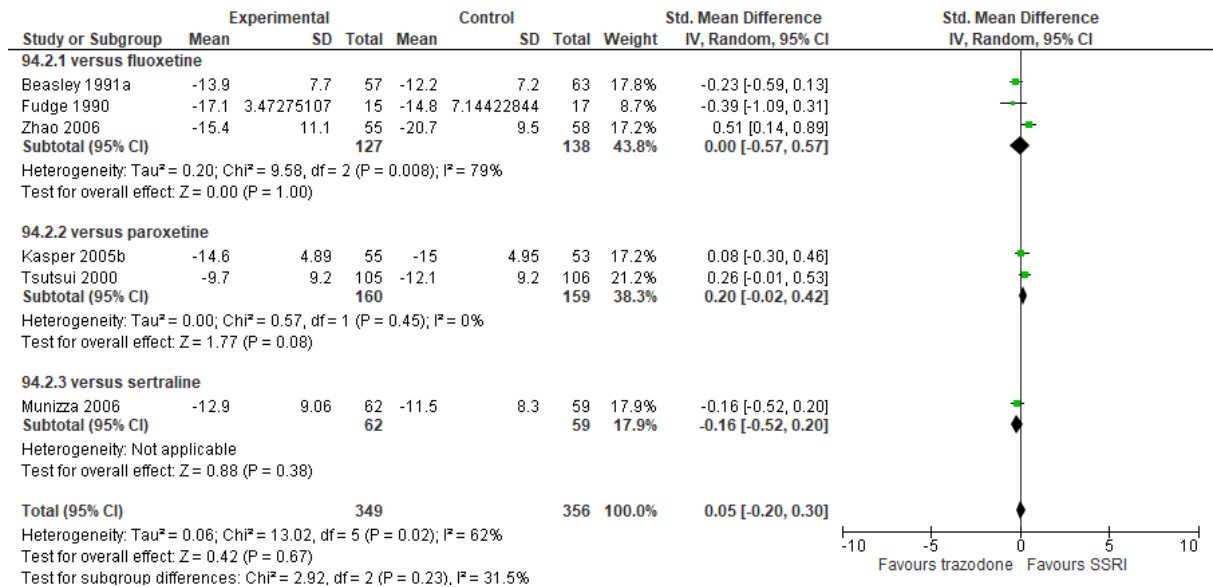 Experimental Control Std. Mean Difference Std. Mean Difference
Study or Subgroup Mean SD Total Mean SD Total Weight IV, Random, 95% CI IV, Random, 95% CI
94.2.1 versus fluoxetine
Beasley 1991a -13.9 7.7 57 -12.2 7.2 63 17.8% -0.23 [-0.59, 0.13]
Fudge 1990 -17.1 3.47275107 15 -14.8 7.14422844 17 8.7% -0.39 [-1.09, 0.31]
Zhao 2006 -15.4 11.1 55 -20.7 9.5 58 17.2% 0.51 [0.14, 0.89]
Subtotal (95% CI) 127 138 43.8% 0.00 [-0.57, 0.57]
Heterogeneity: Tau² = 0.20; Chi² = 9.58, df = 2 (P = 0.008); I² = 79%
Test for overall effect: Z = 0.00 (P = 1.00)
94.2.2 versus paroxetine
Kasper 2005b -14.6 4.89 55 -15 4.95 53 17.2% 0.08 [-0.30, 0.46]
Tsutsui 2000 -9.7 9.2 105 -12.1 9.2 106 21.2% 0.26 [-0.01, 0.53]
Subtotal (95% CI) 160 159 38.3% 0.20 [-0.02, 0.42]
Heterogeneity: Tau² = 0.00; Chi² = 0.57, df = 1 (P = 0.45); I² = 0%
Test for overall effect: Z = 1.77 (P = 0.08)
94.2.3 versus sertraline
Munizza 2006 -12.9 9.06 62 -11.5 8.3 59 17.9% -0.16 [-0.52, 0.20]
Subtotal (95% CI) 62 59 17.9% -0.16 [-0.52, 0.20]
Heterogeneity: Not applicable
Test for overall effect: Z = 0.88 (P = 0.38)
Total (95% CI) 349 356 100.0% 0.05 [-0.20, 0.30]
Heterogeneity: Tau² = 0.06; Chi² = 13.02, df = 5 (P = 0.02); I² = 62%
Test for overall effect: Z = 0.42 (P = 0.67)
Test for subgroup differences: Chi² = 2.92, df = 2 (P = 0.23), I² = 31.5%
-10 -5 0 5 10
Favours trazodone Favours SSRI